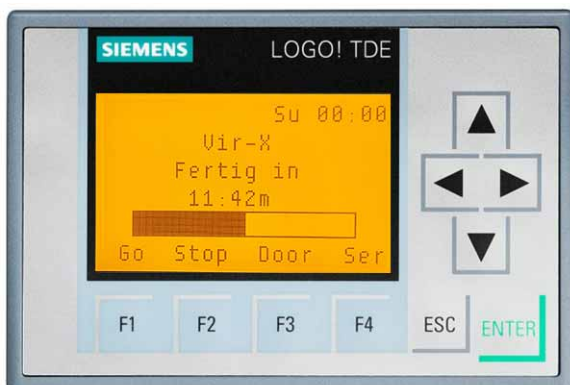 SIEMENS LOGO! TDE
Su 00:00
Vir-X
Fertig in
11:42m
Go Stop Door Ser
F1 F2 F3 F4 ESC ENTER